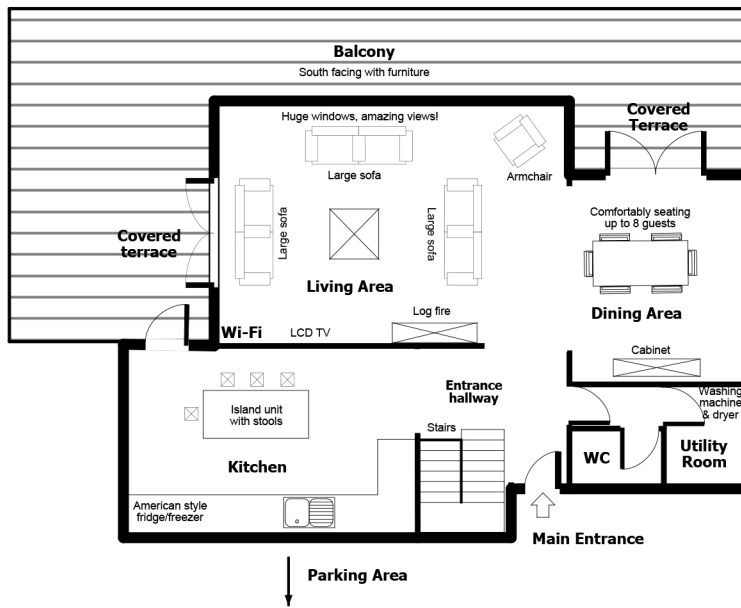 Balcony
South facing with furniture
Huge windows, amazing views!
Large sofa
Armchair
Covered
Terrace
Covered
terrace
Large sofa
Large sofa
Living Area
Comfortably seating
up to 8 guests
Dining Area
Wi-Fi
LCD TV
Log fire
Cabinet
Entrance
hallway
Washing
machine
& dryer
Island unit
with stools
Stairs
Kitchen
WC
Utility
Room
American style
fridge/freezer
Main Entrance
Parking Area